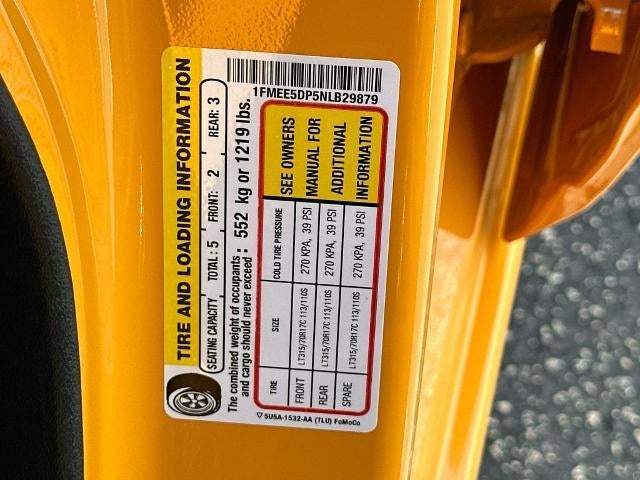 TIRE AND LOADING INFORMATION
SEATING CAPACITY TOTAL: 5 FRONT: 2 REAR: 3
The combined weight of occupants and cargo should never exceed: 552 kg or 1219 lbs.
1FMEE5DP5NLB29879
TIRE SIZE COLD TIRE PRESSURE
FRONT LT315/70R17C 113/110S 270 KPA, 39 PSI
REAR LT315/70R17C 113/110S 270 KPA, 39 PSI
SPARE LT315/70R17C 113/110S 270 KPA, 39 PSI
SEE OWNERS
MANUAL FOR
ADDITIONAL
INFORMATION
5U5A-1532-AA (TLU) FoMoCo